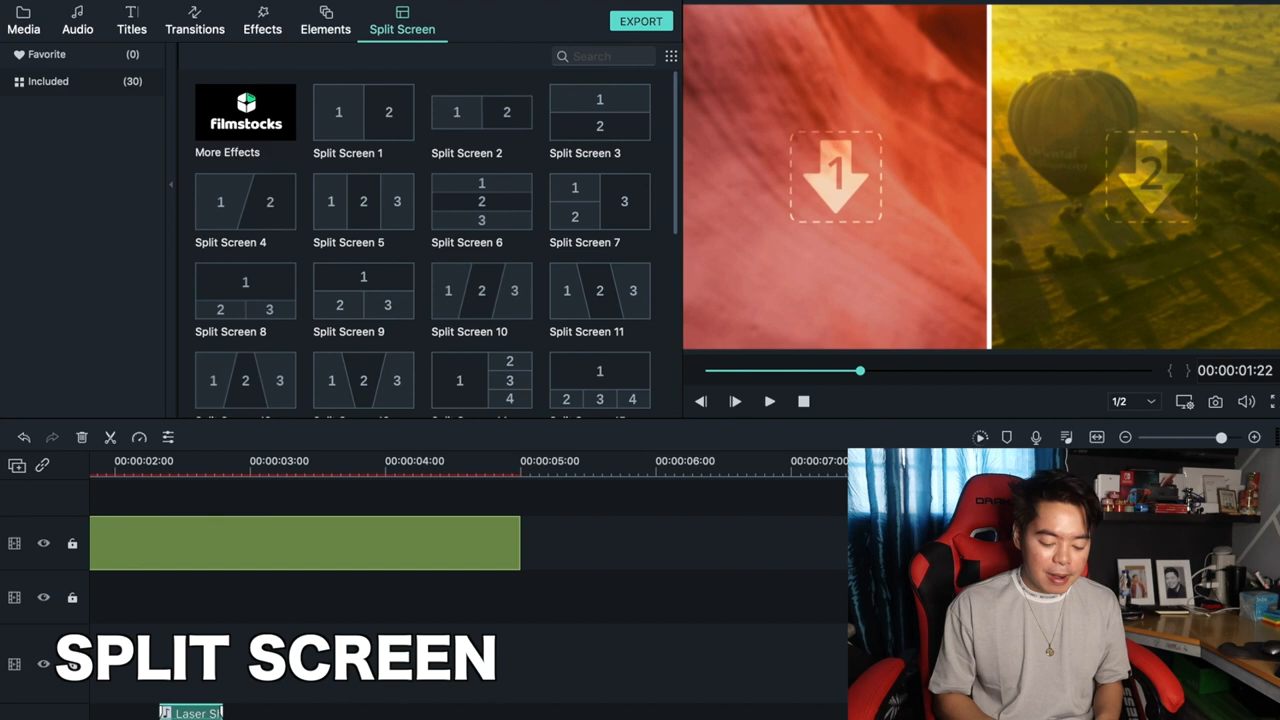 Media Audio Titles Transitions Effects Elements Split Screen EXPORT
Favorite (0)
Included (30)
Search
filmstocks
More Effects
1 2
Split Screen 1
1 2
Split Screen 2
1
2
Split Screen 3
1 2
Split Screen 4
1 2 3
Split Screen 5
1
2
3
Split Screen 6
1
2
3
Split Screen 7
1
2 3
Split Screen 8
1
2 3
Split Screen 9
1 2 3
Split Screen 10
1 2 3
Split Screen 11
1 2 3
1 2 3
1
2
3
4
1
2 3 4
1
2
00:00:01:22
1/2
00:00:02:00 00:00:03:00 00:00:04:00 00:00:05:00 00:00:06:00 00:00:07:00
SPLIT SCREEN
Laser Sl